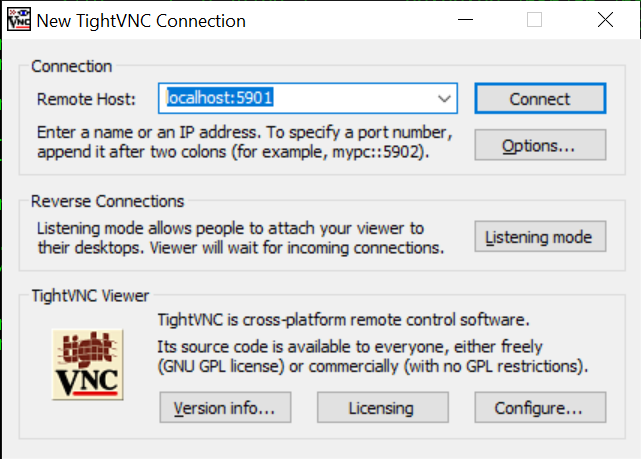 New TightVNC Connection
Connection
Remote Host: localhost:5901
Connect
Enter a name or an IP address. To specify a port number,
append it after two colons (for example, mypc::5902).
Options...
Reverse Connections
Listening mode allows people to attach your viewer to
their desktops. Viewer will wait for incoming connections.
Listening mode
TightVNC Viewer
tight
VNC
TightVNC is cross-platform remote control software.
Its source code is available to everyone, either freely
(GNU GPL license) or commercially (with no GPL restrictions).
Version info...
Licensing
Configure...